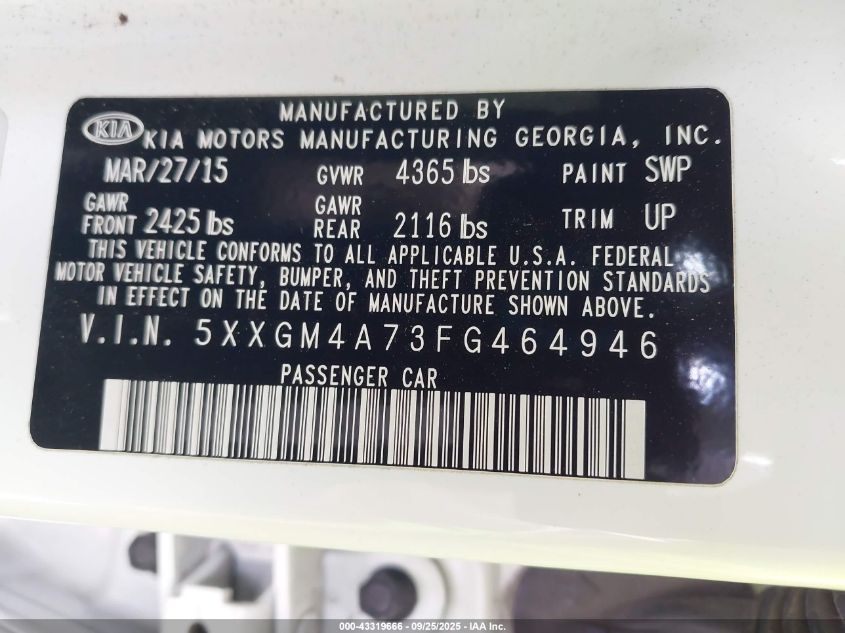 MANUFACTURED BY
KIA KIA MOTORS MANUFACTURING GEORGIA, INC.
MAR/27/15 GVWR 4365 lbs PAINT SWP
GAWR FRONT 2425 lbs GAWR REAR 2116 lbs TRIM UP
THIS VEHICLE CONFORMS TO ALL APPLICABLE U.S.A. FEDERAL
MOTOR VEHICLE SAFETY, BUMPER, AND THEFT PREVENTION STANDARDS
IN EFFECT ON THE DATE OF MANUFACTURE SHOWN ABOVE.
V.I.N. 5XXGM4A73FG464946
PASSENGER CAR
000-43319666 - 09/25/2025 - IAA Inc.